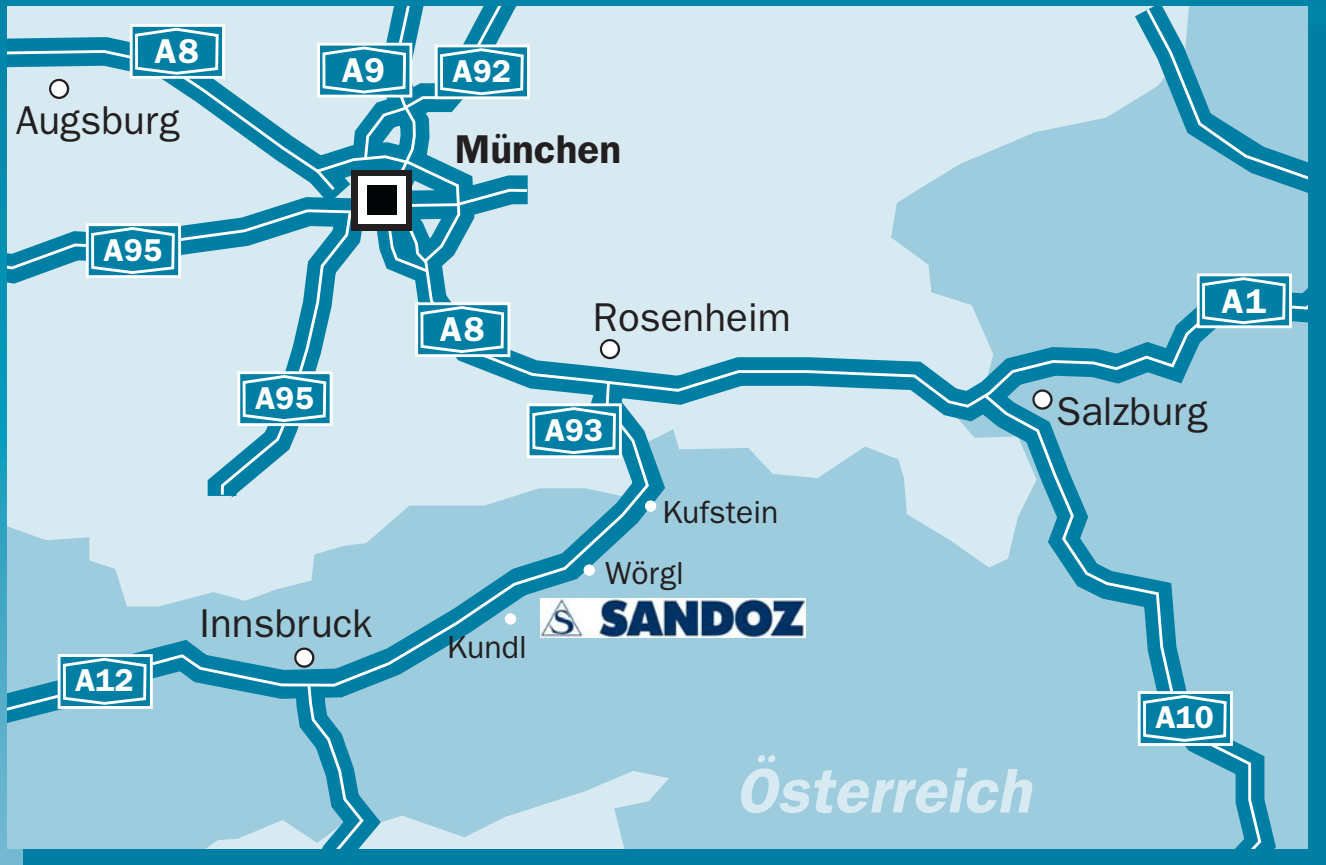 A8
A9
A92
Augsburg
München
A95
A8
Rosenheim
A1
A95
A93
Salzburg
Kufstein
Wörgl
S SANDOZ
Innsbruck
Kundl
A12
A10
Österreich